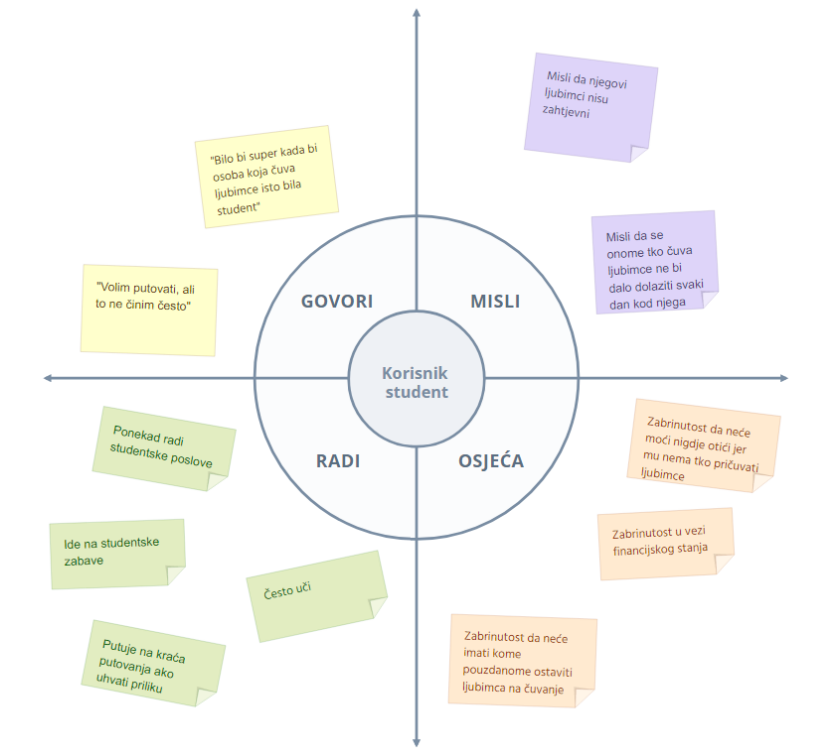 Misli da njegovi
ljubimci nisu
zahtjevni
"Bilo bi super kada bi
osoba koja čuva
ljubimce isto bila
student"
Misli da se
onome tko čuva
ljubimce ne bi
dalo dolaziti svaki
dan kod njega
"Volim putovati, ali
to ne činim često"
GOVORI
MISLI
Korisnik
student
RADI
OSJEĆA
Ponekad radi
studentske poslove
Zabrinutost da neće
moći nigdje otići jer
mu nema tko pričuvati
ljubimce
Ide na studentske
zabave
Zabrinutost u vezi
financijskog stanja
Često uči
Putuje na kraća
putovanja ako
uhvati priliku
Zabrinutost da neće
imati kome
pouzdanome ostaviti
ljubimca na čuvanje